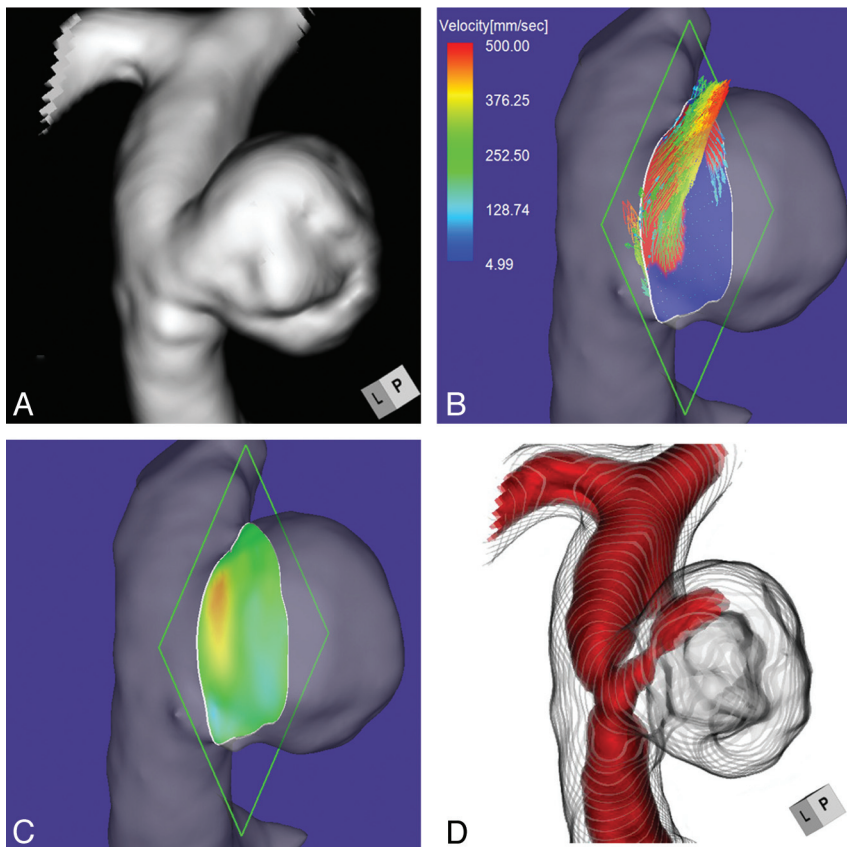 A
L P
B
Velocity[mm/sec]
500.00
376.25
252.50
128.74
4.99
C
D
L P